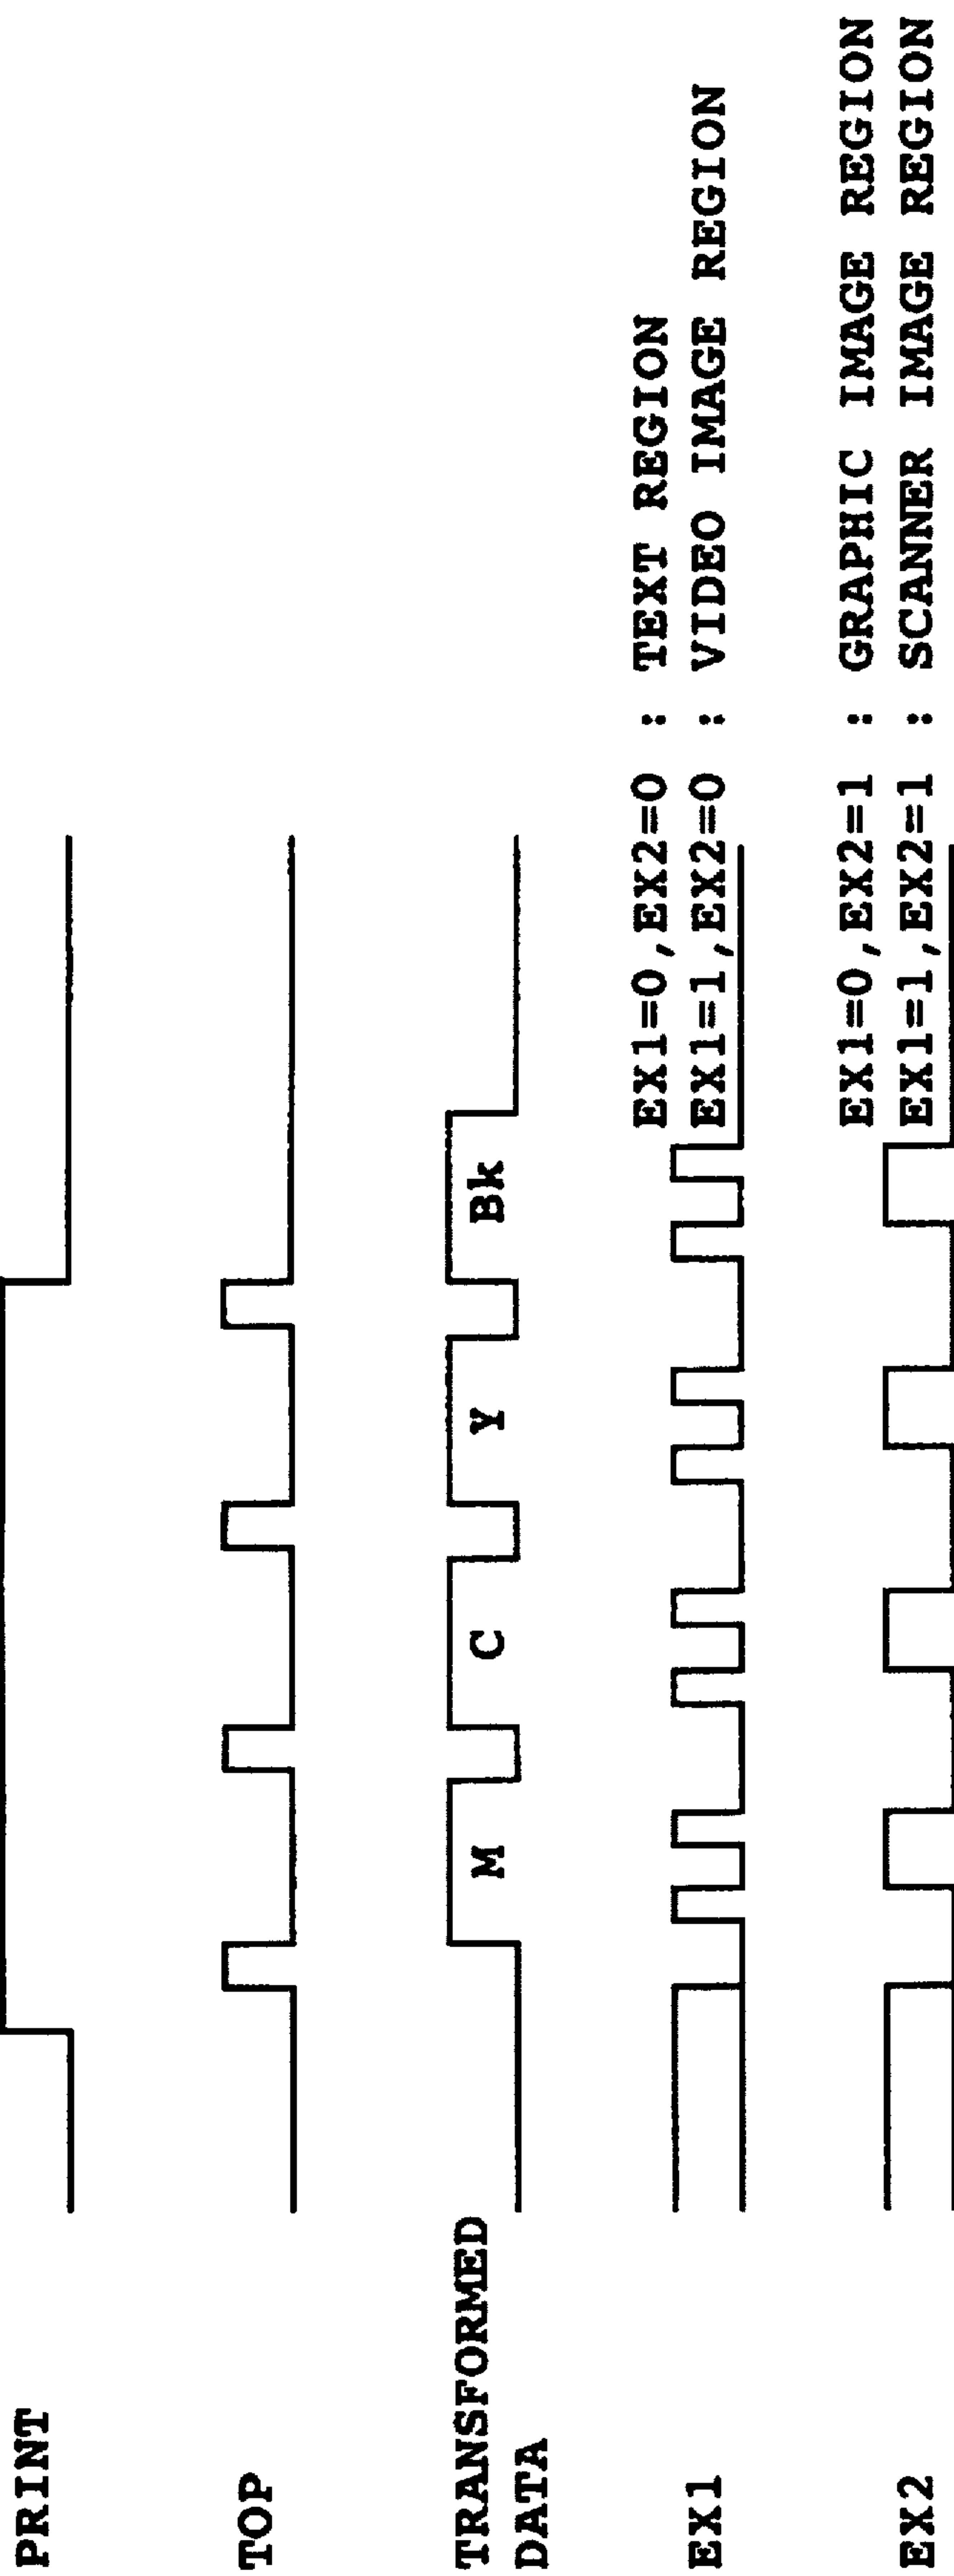 PRINT
TOP
TRANSFORMED
DATA
M C Y Bk
EX1
EX1=0,EX2=0 : TEXT REGION
EX1=1,EX2=0 : VIDEO IMAGE REGION
EX2
EX1=0,EX2=1 : GRAPHIC IMAGE REGION
EX1=1,EX2=1 : SCANNER IMAGE REGION